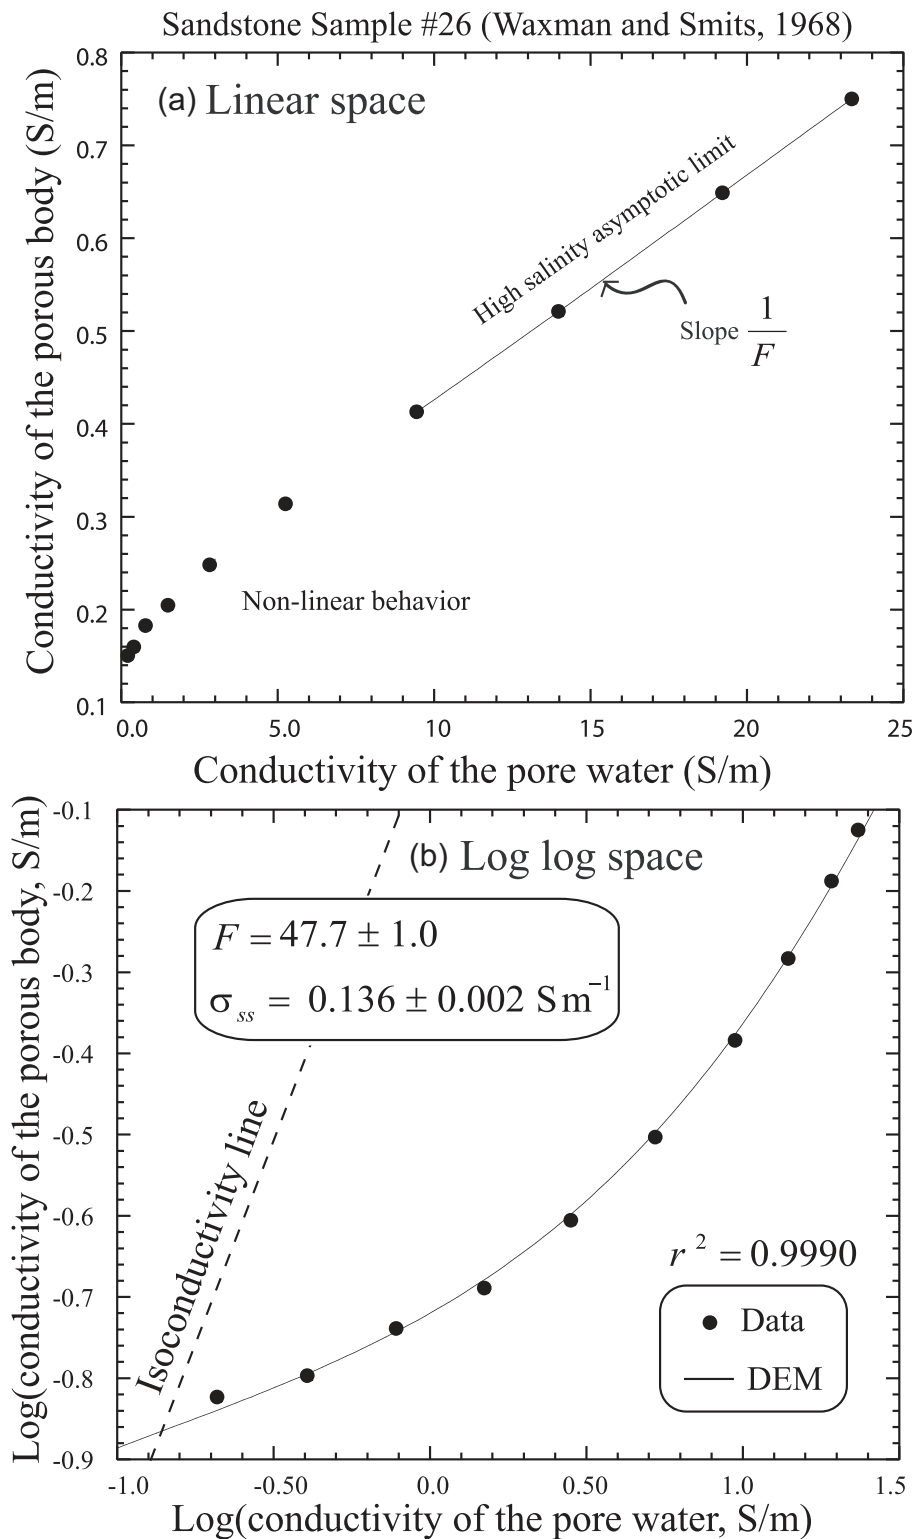 Sandstone Sample #26 (Waxman and Smits, 1968)
(a) Linear space
Conductivity of the porous body (S/m)
0.8
0.7
0.6
0.5
0.4
0.3
0.2
0.1
High salinity asymptotic limit
Slope 1/F
Non-linear behavior
0.0 5.0 10 15 20 25
Conductivity of the pore water (S/m)
(b) Log log space
Log(conductivity of the porous body, S/m)
-0.1
-0.2
-0.3
-0.4
-0.5
-0.6
-0.7
-0.8
-0.9
F = 47.7 ± 1.0
σss = 0.136 ± 0.002 S m⁻¹
Isoconductivity line
r² = 0.9990
Data
DEM
-1.0 -0.50 0.0 0.50 1.0 1.5
Log(conductivity of the pore water, S/m)